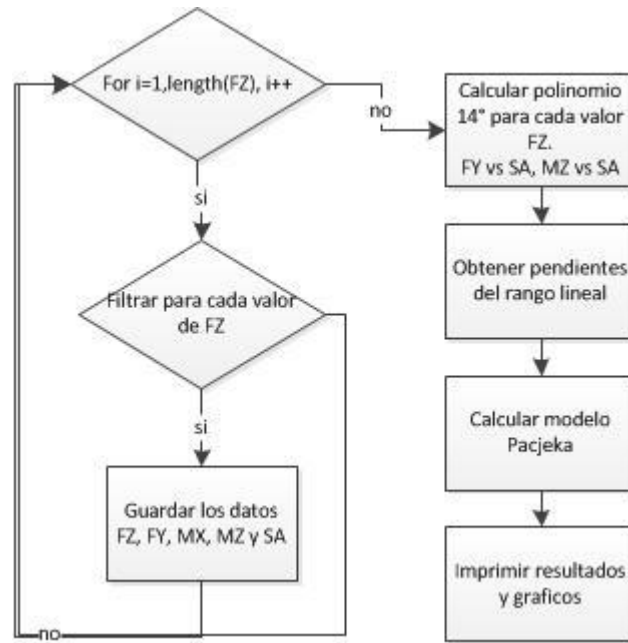 For i=1,length(FZ), i++
no
si
Filtrar para cada valor
de FZ
si
Guardar los datos
FZ, FY, MX, MZ y SA
no
Calcular polinomio
14° para cada valor
FZ.
FY vs SA, MZ vs SA
Obtener pendientes
del rango lineal
Calcular modelo
Pacjeka
Imprimir resultados
y graficos